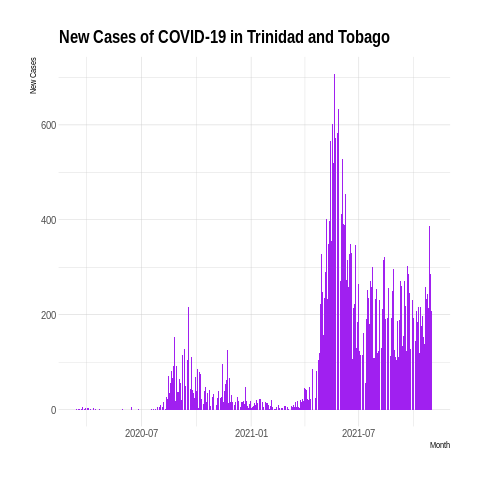 New Cases of COVID-19 in Trinidad and Tobago
New Cases
600
400
200
0
2020-07 2021-01 2021-07
Month